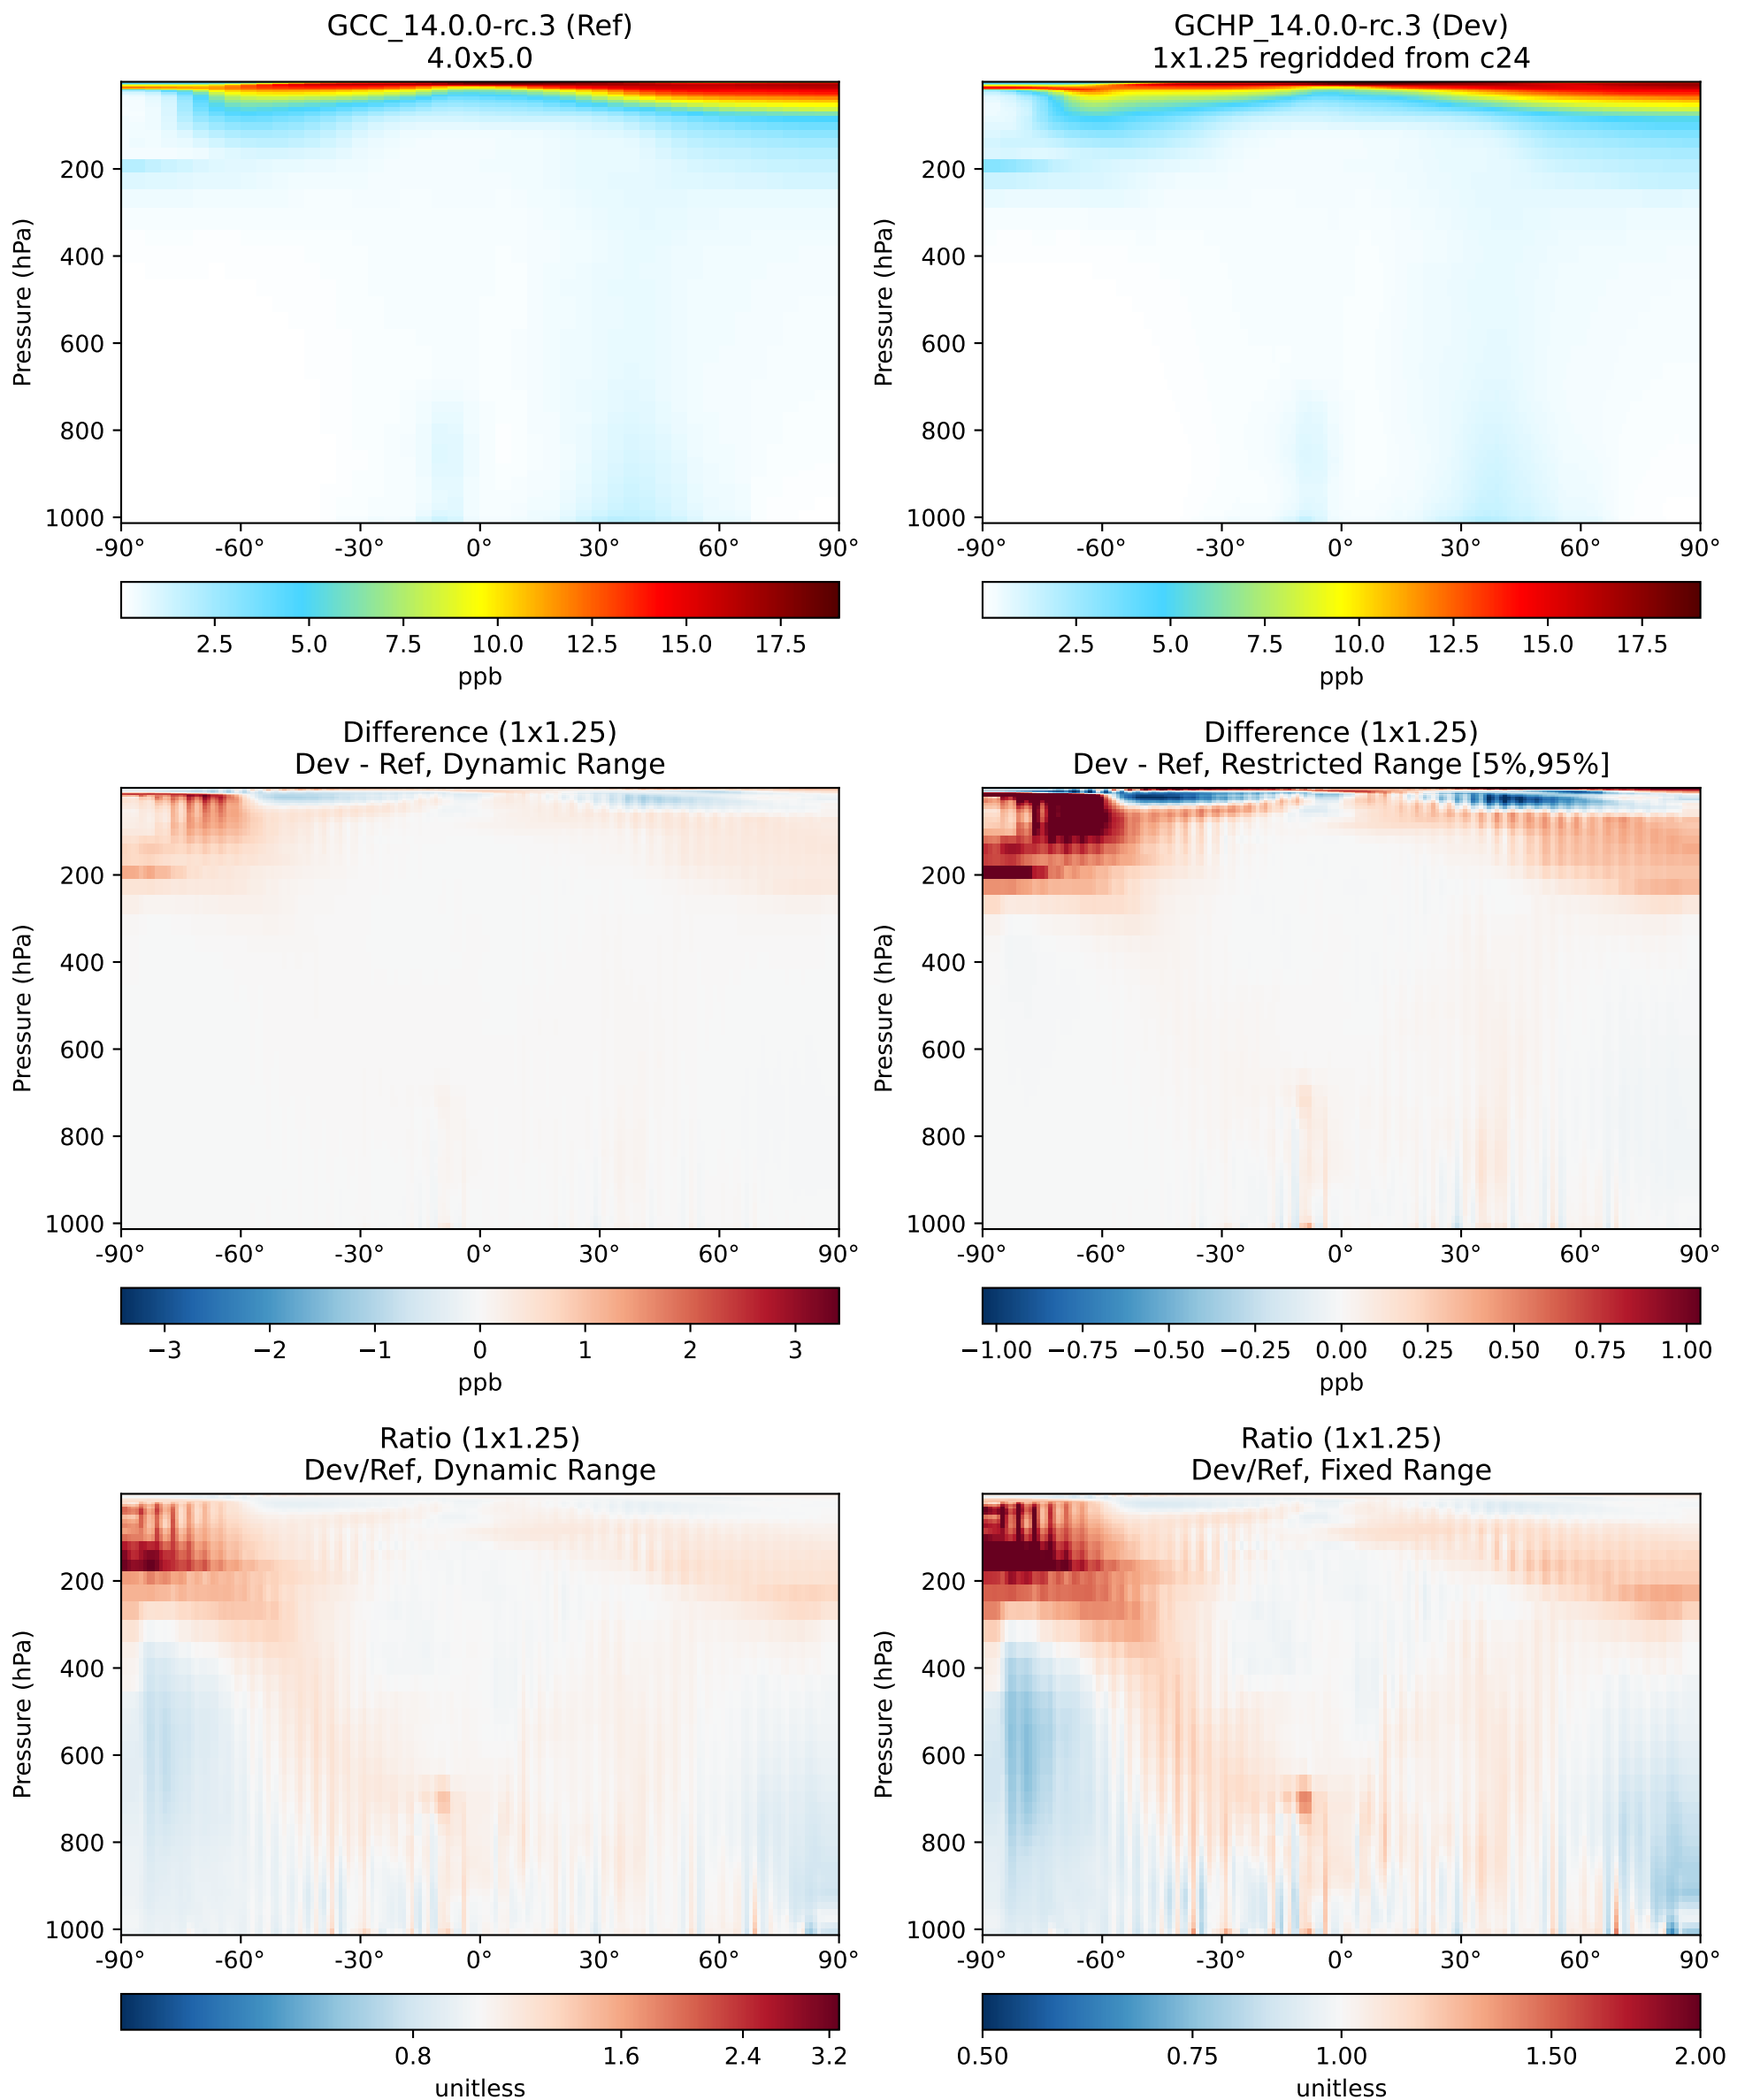 GCC_14.0.0-rc.3 (Ref)
4.0x5.0
Pressure (hPa)
200
400
600
800
1000
-90° -60° -30° 0° 30° 60° 90°
2.5 5.0 7.5 10.0 12.5 15.0 17.5
ppb
GCHP_14.0.0-rc.3 (Dev)
1x1.25 regridded from c24
Pressure (hPa)
200
400
600
800
1000
-90° -60° -30° 0° 30° 60° 90°
2.5 5.0 7.5 10.0 12.5 15.0 17.5
ppb
Difference (1x1.25)
Dev - Ref, Dynamic Range
Pressure (hPa)
200
400
600
800
1000
-90° -60° -30° 0° 30° 60° 90°
−3 −2 −1 0 1 2 3
ppb
Difference (1x1.25)
Dev - Ref, Restricted Range [5%,95%]
Pressure (hPa)
200
400
600
800
1000
-90° -60° -30° 0° 30° 60° 90°
−1.00 −0.75 −0.50 −0.25 0.00 0.25 0.50 0.75 1.00
ppb
Ratio (1x1.25)
Dev/Ref, Dynamic Range
Pressure (hPa)
200
400
600
800
1000
-90° -60° -30° 0° 30° 60° 90°
0.8 1.6 2.4 3.2
unitless
Ratio (1x1.25)
Dev/Ref, Fixed Range
Pressure (hPa)
200
400
600
800
1000
-90° -60° -30° 0° 30° 60° 90°
0.50 0.75 1.00 1.50 2.00
unitless